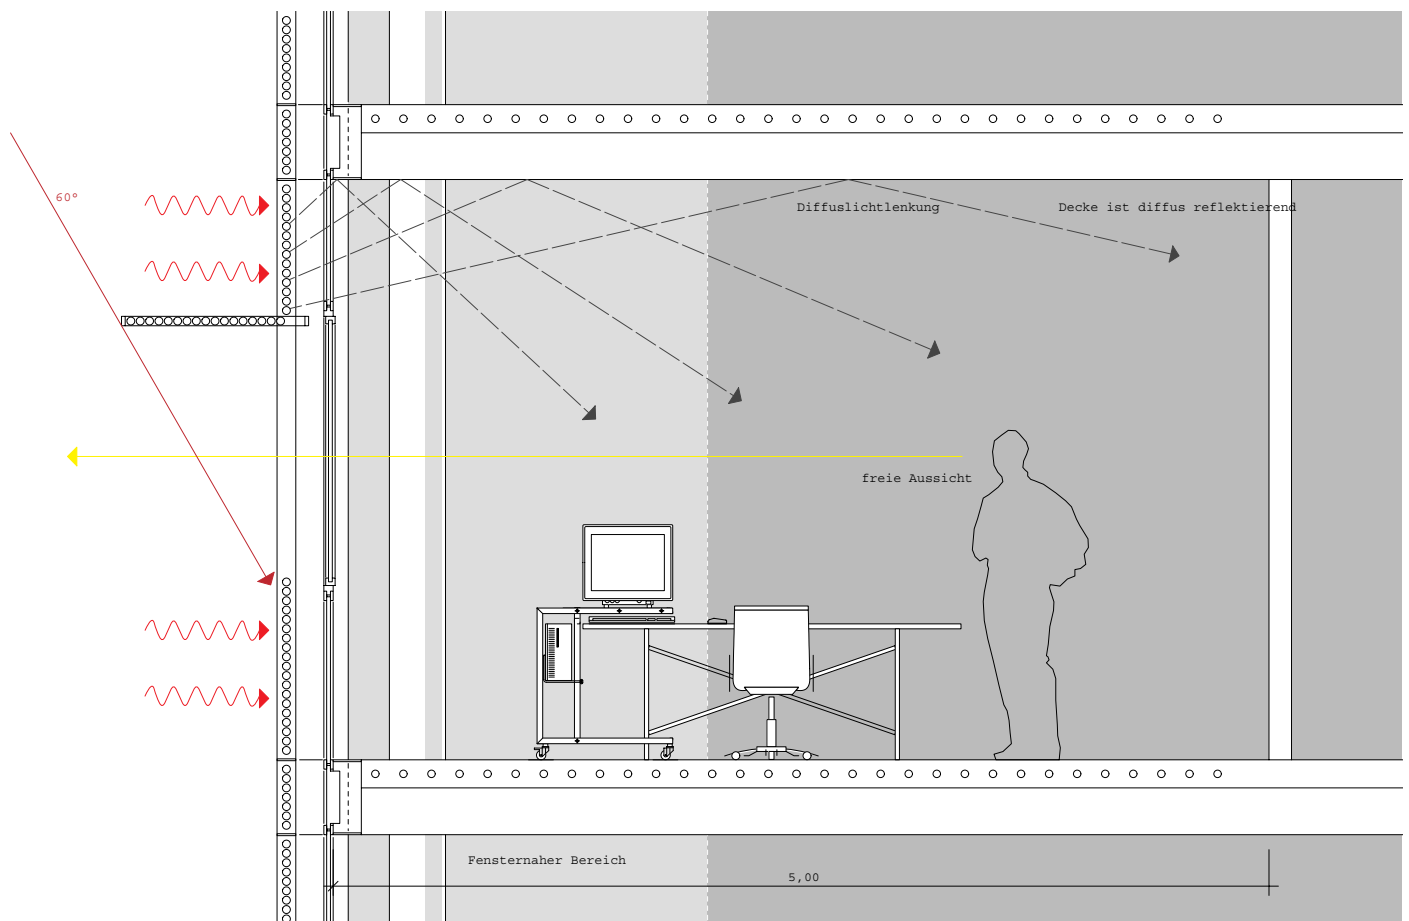 60°
Diffuslichtlenkung
Decke ist diffus reflektierend
freie Aussicht
Fensternaher Bereich
5,00